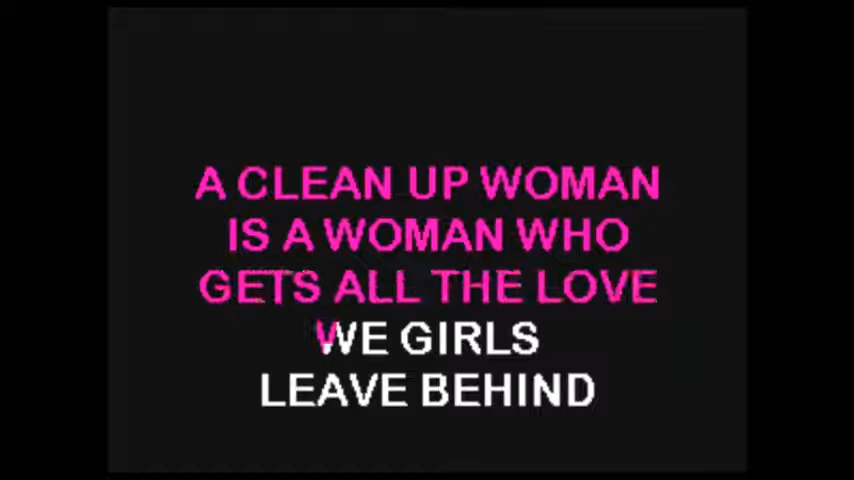 A CLEAN UP WOMAN
IS A WOMAN WHO
GETS ALL THE LOVE
WE GIRLS
LEAVE BEHIND